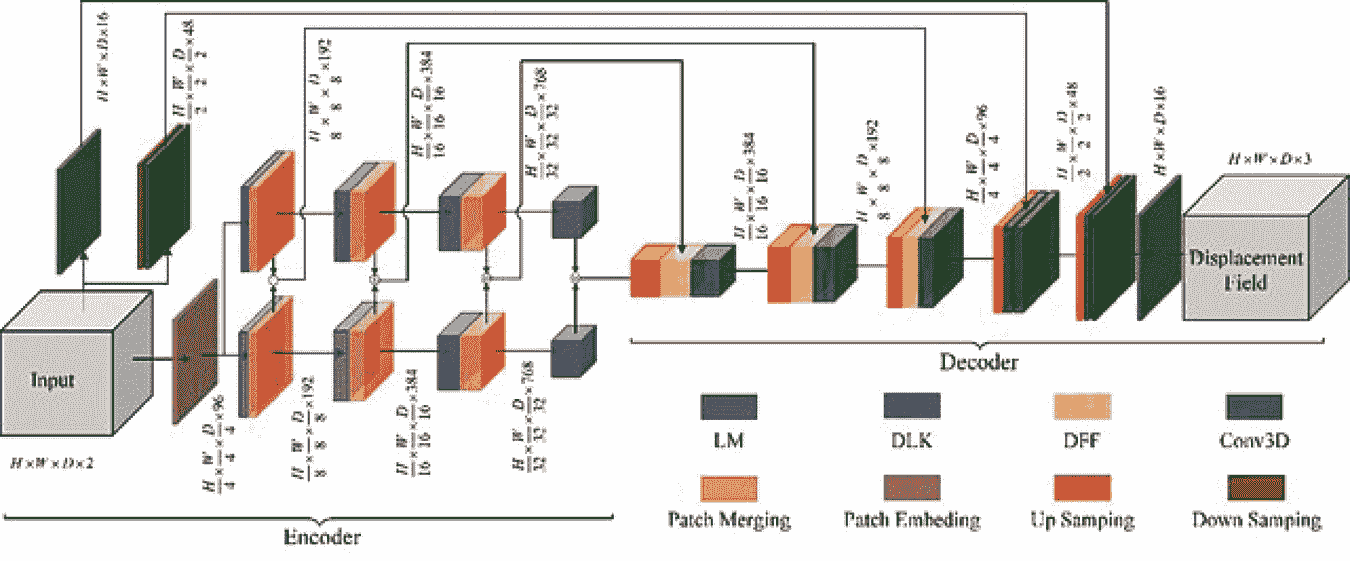 H×W×D×16
H/2×W/2×D/2×48
H/8×W/8×D/8×192
H/16×W/16×D/16×384
H/32×W/32×D/32×768
H/16×W/16×D/16×384
H/8×W/8×D/8×192
H/4×W/4×D/4×96
H/2×W/2×D/2×48
H×W×D×16
H×W×D×3
Displacement
Field
Input
H×W×D×2
H/4×W/4×D/4×96
H/8×W/8×D/8×192
H/16×W/16×D/16×384
H/32×W/32×D/32×768
Encoder
Decoder
LM
DLK
DFF
Conv3D
Patch Merging
Patch Embeding
Up Samping
Down Samping